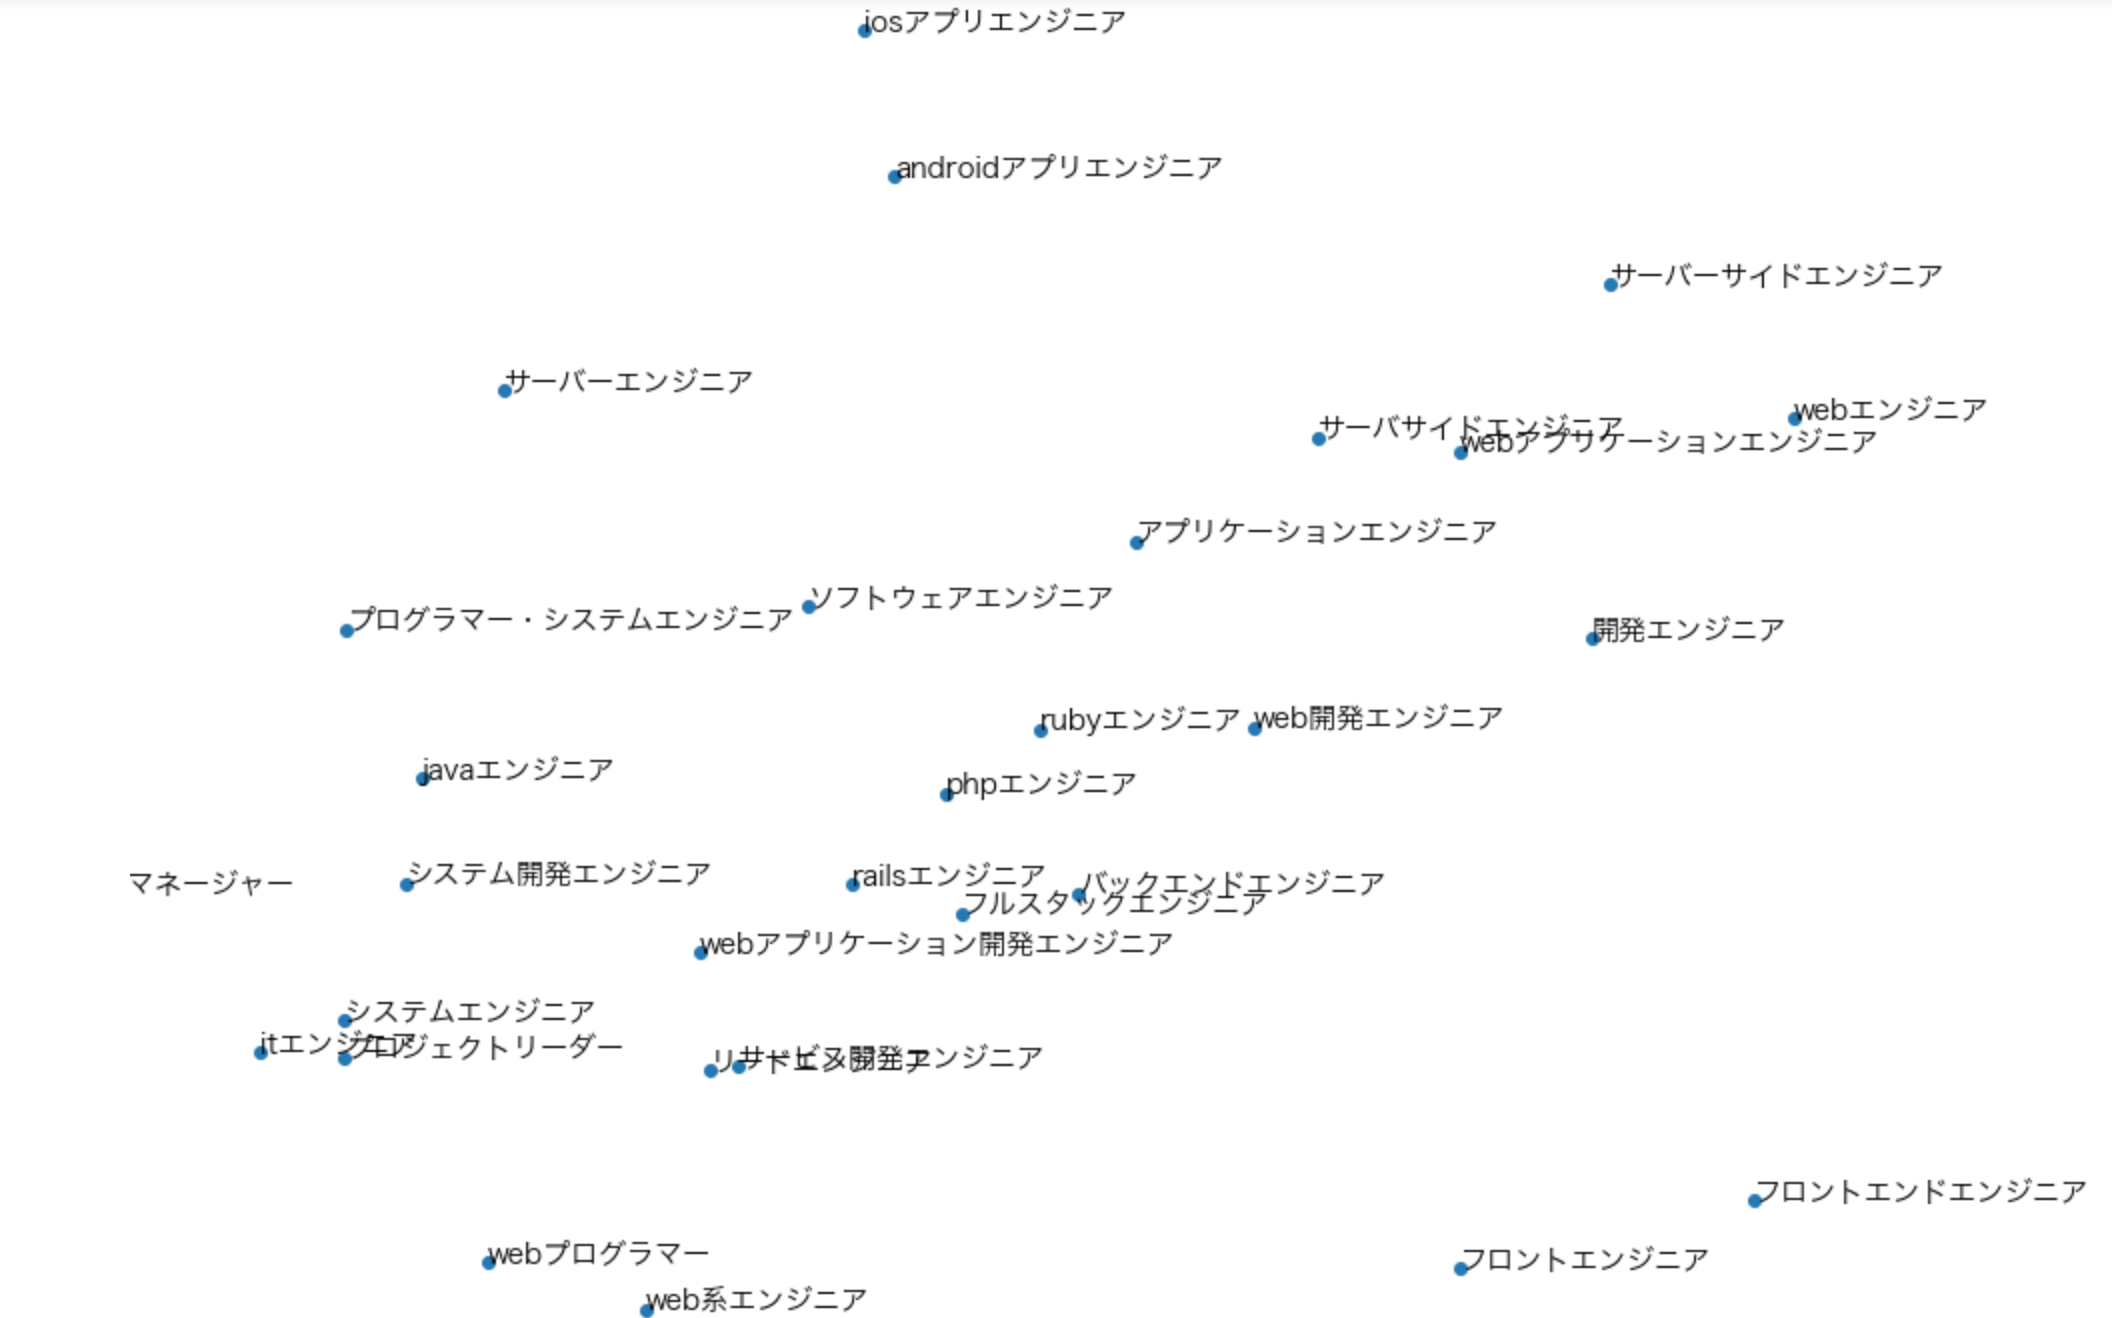 iosアプリエンジニア
androidアプリエンジニア
サーバーサイドエンジニア
サーバーエンジニア
webエンジニア
サーバサイドエンジニア
webアプリケーションエンジニア
アプリケーションエンジニア
ソフトウェアエンジニア
プログラマー・システムエンジニア
開発エンジニア
rubyエンジニア
web開発エンジニア
javaエンジニア
phpエンジニア
システム開発エンジニア
railsエンジニア
バックエンドエンジニア
マネージャー
フルスタックエンジニア
webアプリケーション開発エンジニア
システムエンジニア
itエンジニア
プロジェクトリーダー
リードエンジニア
サービス開発エンジニア
フロントエンドエンジニア
webプログラマー
フロントエンジニア
web系エンジニア